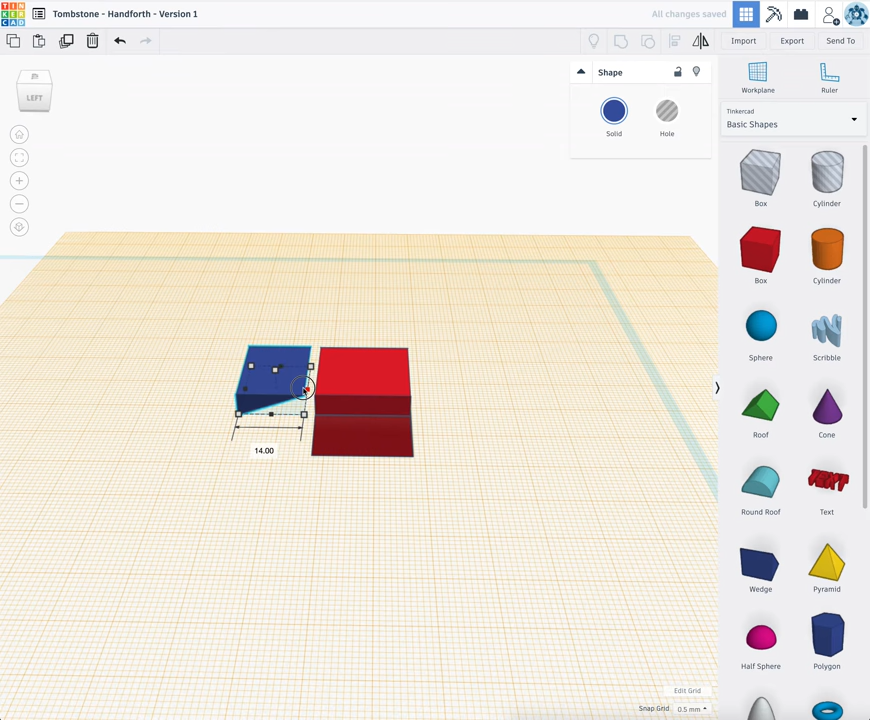 TIN
KER
CAD
Tombstone - Handforth - Version 1
All changes saved
Import
Export
Send To
LEFT
Shape
Solid
Hole
Workplane
Ruler
Tinkercad
Basic Shapes
Box
Cylinder
Box
Cylinder
Sphere
Scribble
Roof
Cone
Round Roof
TEXT
Text
Wedge
Pyramid
Half Sphere
Polygon
14.00
Edit Grid
Snap Grid
0.5 mm